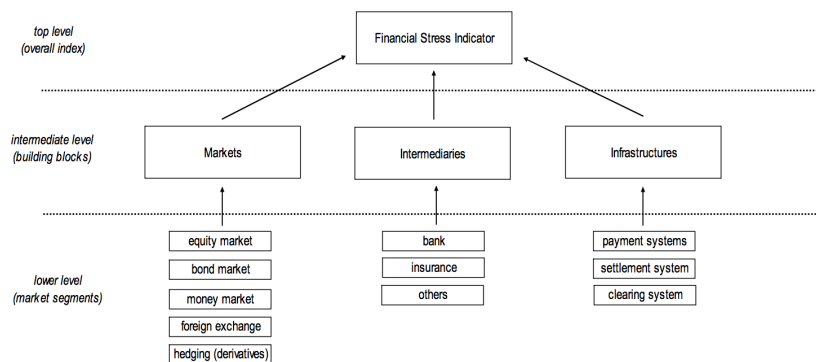 top level
(overall index)
Financial Stress Indicator
intermediate level
(building blocks)
Markets
Intermediaries
Infrastructures
lower level
(market segments)
equity market
bond market
money market
foreign exchange
hedging (derivatives)
bank
insurance
others
payment systems
settlement system
clearing system